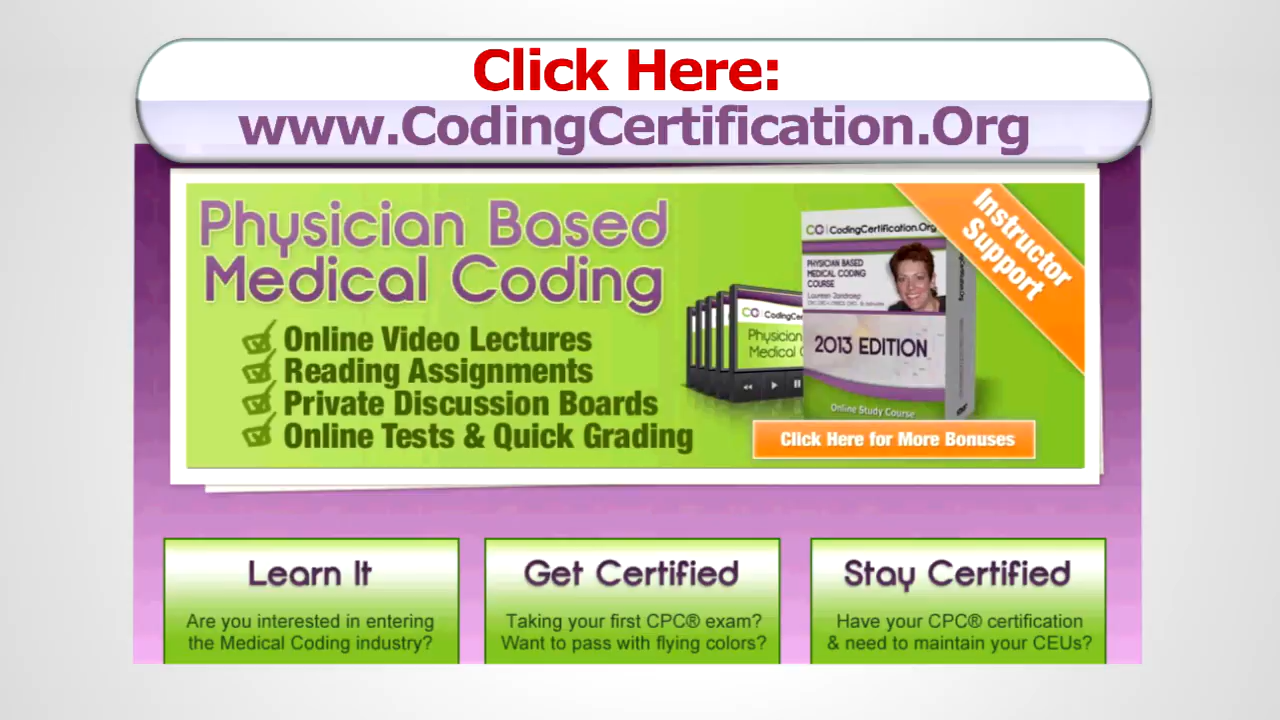 Click Here:
www.CodingCertification.Org
Physician Based
Medical Coding
Online Video Lectures
Reading Assignments
Private Discussion Boards
Online Tests & Quick Grading
Instructor
Support
CodingCertification.Org
PHYSICIAN BASED
MEDICAL CODING
COURSE
2013 EDITION
Online Study Course
Physician
Medical
Click Here for More Bonuses
Learn It
Are you interested in entering
the Medical Coding industry?
Get Certified
Taking your first CPC® exam?
Want to pass with flying colors?
Stay Certified
Have your CPC® certification
& need to maintain your CEUs?